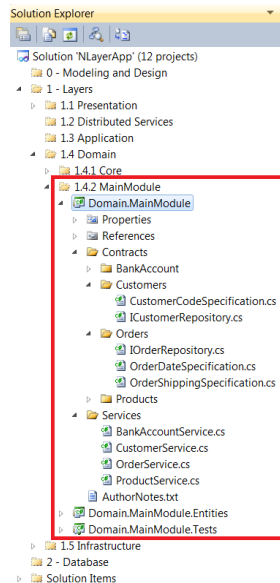 Solution Explorer
Solution 'NLayerApp' (12 projects)
0 - Modeling and Design
1 - Layers
1.1 Presentation
1.2 Distributed Services
1.3 Application
1.4 Domain
1.4.1 Core
1.4.2 MainModule
Domain.MainModule
Properties
References
Contracts
BankAccount
Customers
CustomerCodeSpecification.cs
ICustomerRepository.cs
Orders
IOrderRepository.cs
OrderDateSpecification.cs
OrderShippingSpecification.cs
Products
Services
BankAccountService.cs
CustomerService.cs
OrderService.cs
ProductService.cs
AuthorNotes.txt
Domain.MainModule.Entities
Domain.MainModule.Tests
1.5 Infrastructure
2 - Database
Solution Items